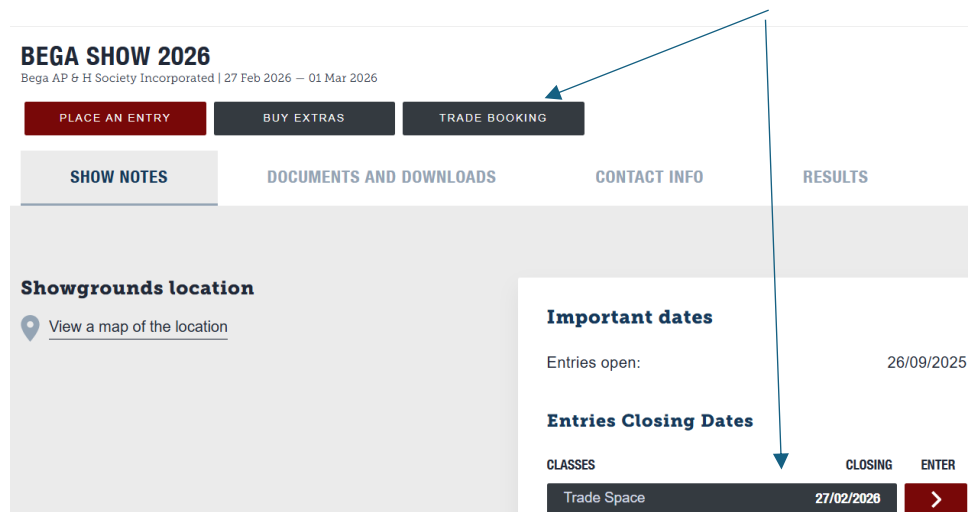 BEGA SHOW 2026
Bega AP & H Society Incorporated | 27 Feb 2026 — 01 Mar 2026
PLACE AN ENTRY BUY EXTRAS TRADE BOOKING
SHOW NOTES DOCUMENTS AND DOWNLOADS CONTACT INFO RESULTS
Showgrounds location
View a map of the location
Important dates
Entries open: 26/09/2025
Entries Closing Dates
CLASSES CLOSING ENTER
Trade Space 27/02/2026